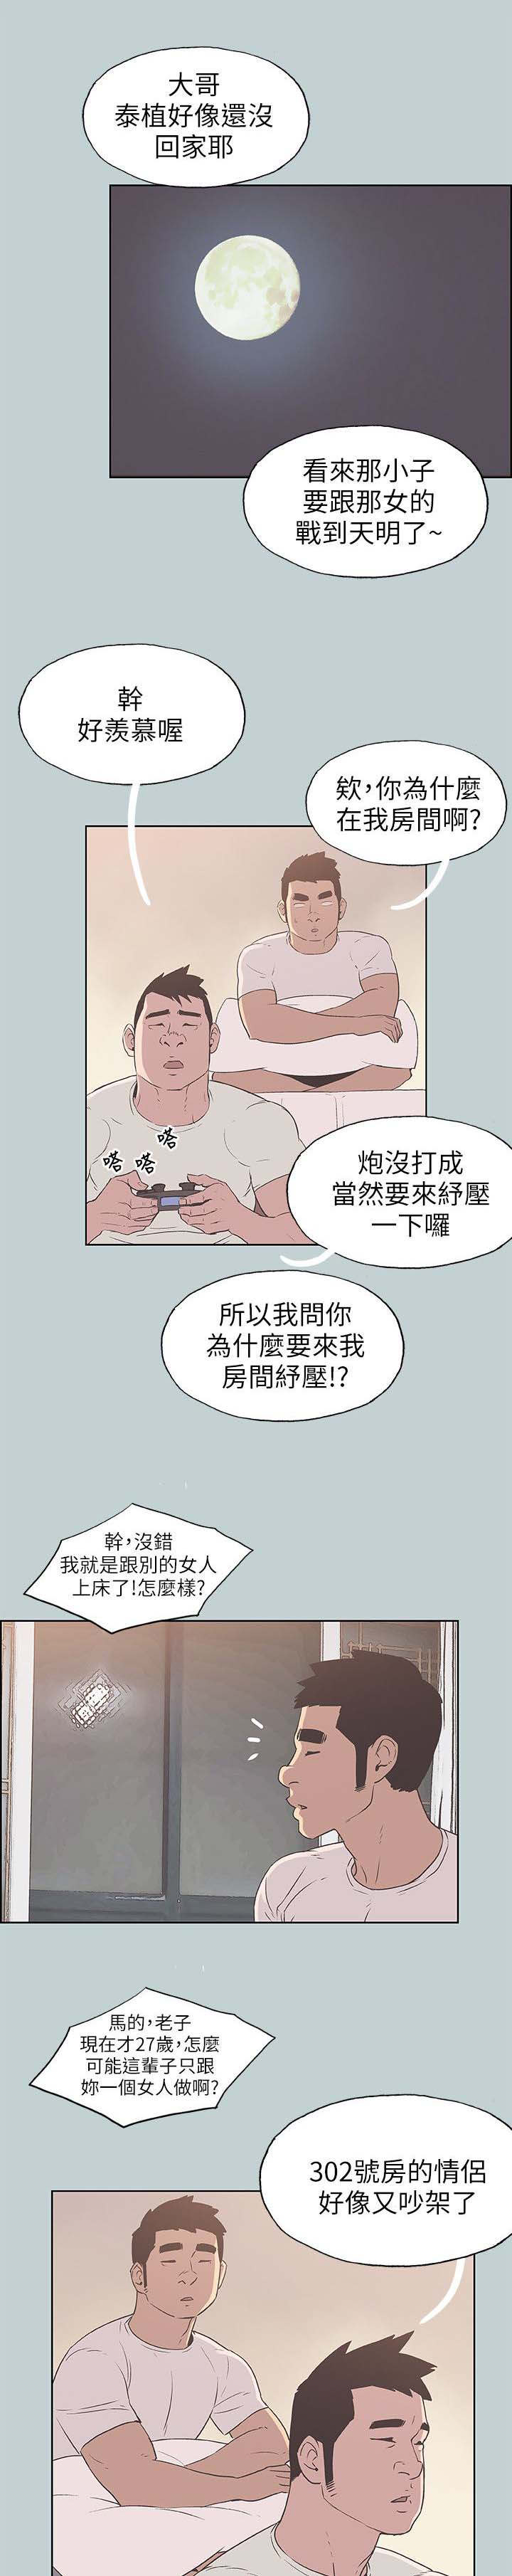 大哥
泰植好像還沒
回家耶
看來那小子
要跟那女的
戰到天明了~
幹
好羨慕喔
欸,你為什麼
在我房間啊?
嗒
嗒
嗒
炮沒打成
當然要來紓壓
一下囉
所以我問你
為什麼要來我
房間紓壓!?
幹,沒錯
我就是跟別的女人
上床了!怎麼樣?
馬的,老子
現在才27歲,怎麼
可能這輩子只跟
妳一個女人做啊?
302號房的情侶
好像又吵架了